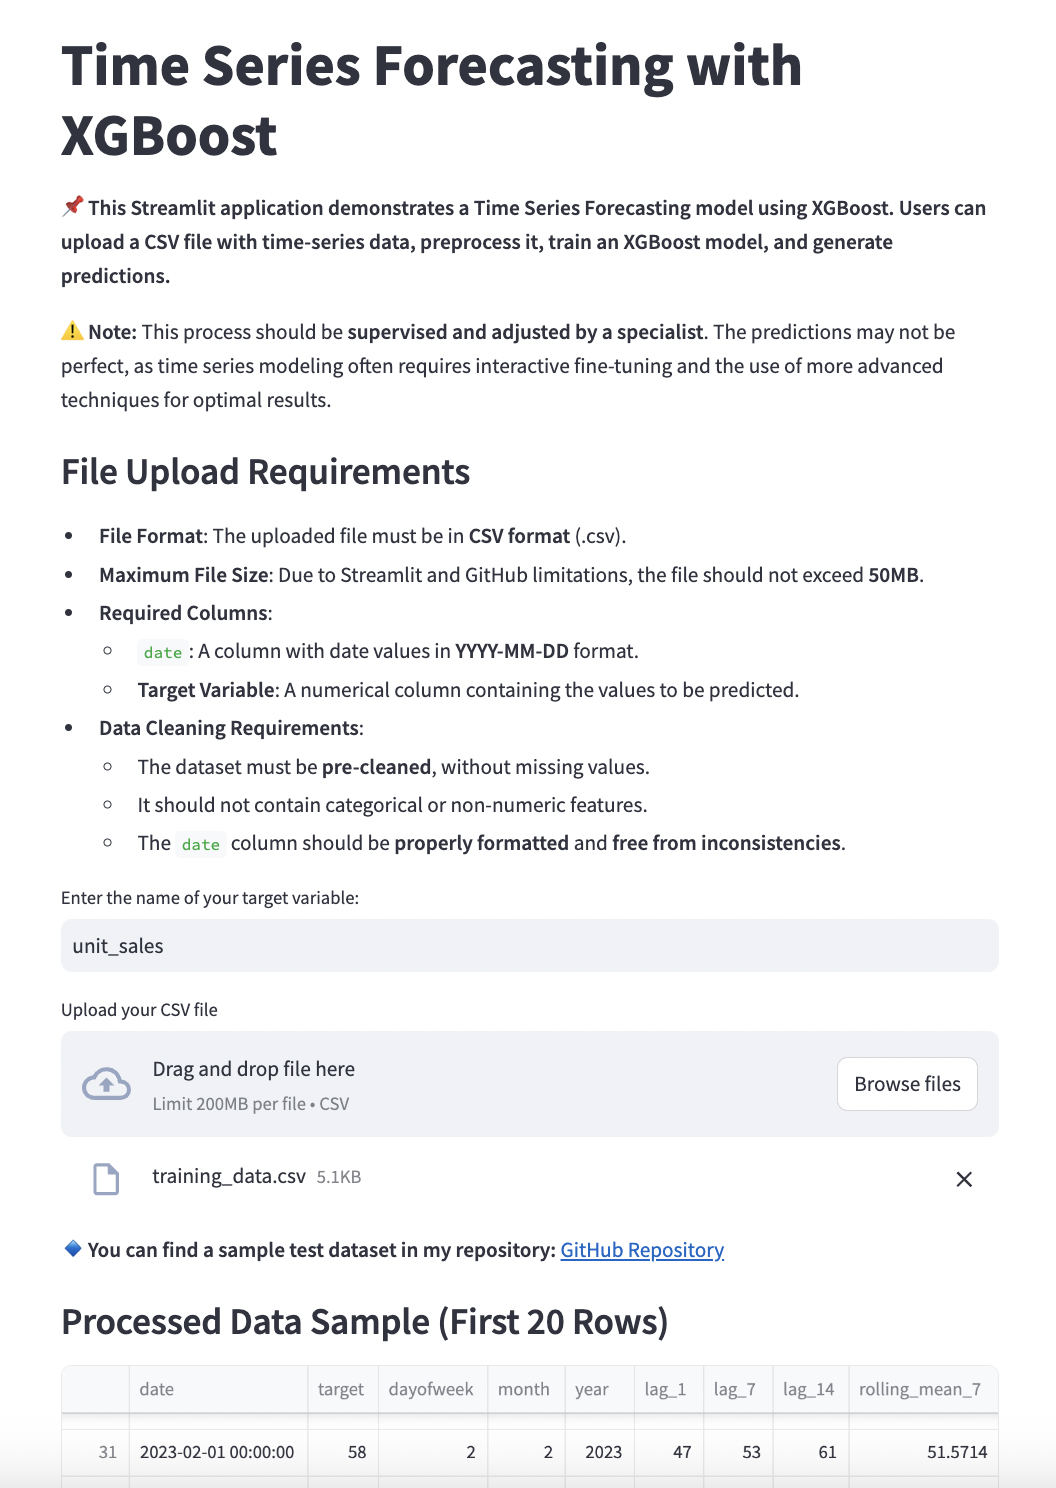 Time Series Forecasting with
XGBoost
📌 This Streamlit application demonstrates a Time Series Forecasting model using XGBoost. Users can
upload a CSV file with time-series data, preprocess it, train an XGBoost model, and generate
predictions.
⚠️ Note: This process should be supervised and adjusted by a specialist. The predictions may not be
perfect, as time series modeling often requires interactive fine-tuning and the use of more advanced
techniques for optimal results.
File Upload Requirements
• File Format: The uploaded file must be in CSV format (.csv).
• Maximum File Size: Due to Streamlit and GitHub limitations, the file should not exceed 50MB.
• Required Columns:
◦ date : A column with date values in YYYY-MM-DD format.
◦ Target Variable: A numerical column containing the values to be predicted.
• Data Cleaning Requirements:
◦ The dataset must be pre-cleaned, without missing values.
◦ It should not contain categorical or non-numeric features.
◦ The date column should be properly formatted and free from inconsistencies.
Enter the name of your target variable:
unit_sales
Upload your CSV file
Drag and drop file here
Limit 200MB per file • CSV
Browse files
training_data.csv 5.1KB
🔹 You can find a sample test dataset in my repository: GitHub Repository
Processed Data Sample (First 20 Rows)
date target dayofweek month year lag_1 lag_7 lag_14 rolling_mean_7
31 2023-02-01 00:00:00 58 2 2 2023 47 53 61 51.5714